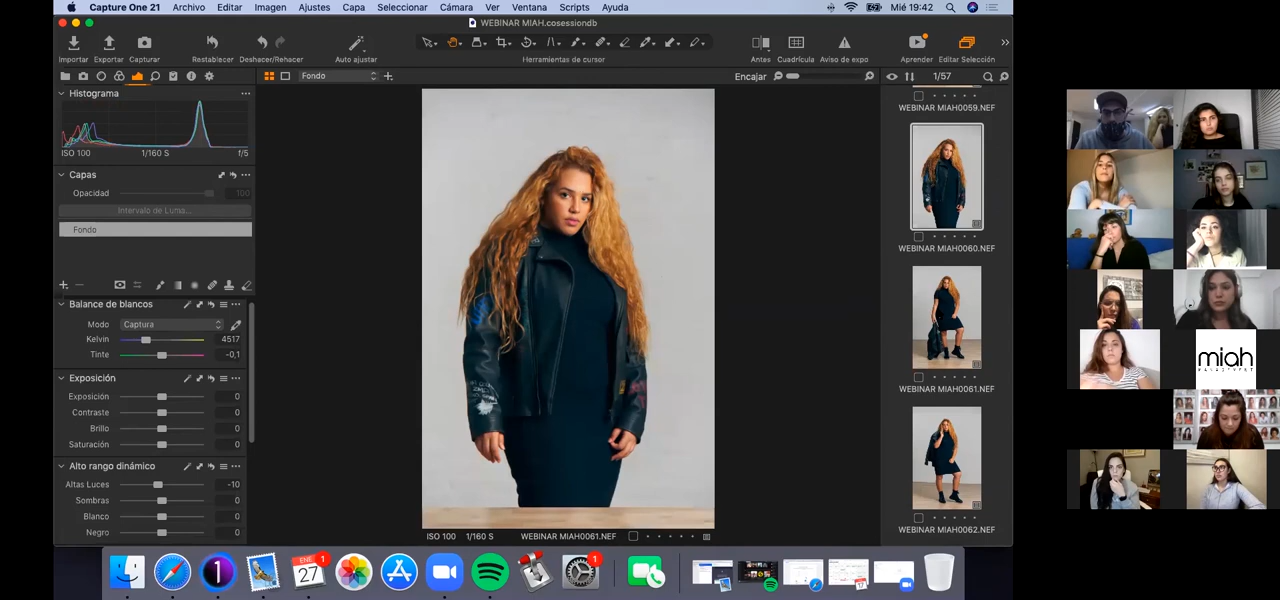 Capture One 21 Archivo Editar Imagen Ajustes Capa Seleccionar Cámara Ver Ventana Scripts Ayuda Mié 19:42
WEBINAR MIAH.cosessiondb
Importar Exportar Capturar Restablecer Deshacer/Rehacer Auto ajustar Herramientas de cursor Antes Cuadrícula Aviso de expo Aprender Editar Selección
Fondo Encajar 1/57
Histograma
ISO 100 1/160 S f/5
Capas
Opacidad 100
Intervalo de Luma...
Fondo
Balance de blancos
Modo Captura
Kelvin 4517
Tinte -0,1
Exposición
Exposición 0
Contraste 0
Brillo 0
Saturación 0
Alto rango dinámico
Altas Luces -10
Sombras 0
Blanco 0
Negro 0
ISO 100 1/160 S WEBINAR MIAH0061.NEF
WEBINAR MIAH0059.NEF
WEBINAR MIAH0060.NEF
WEBINAR MIAH0061.NEF
WEBINAR MIAH0062.NEF
miah
1
ENE
27
1
1